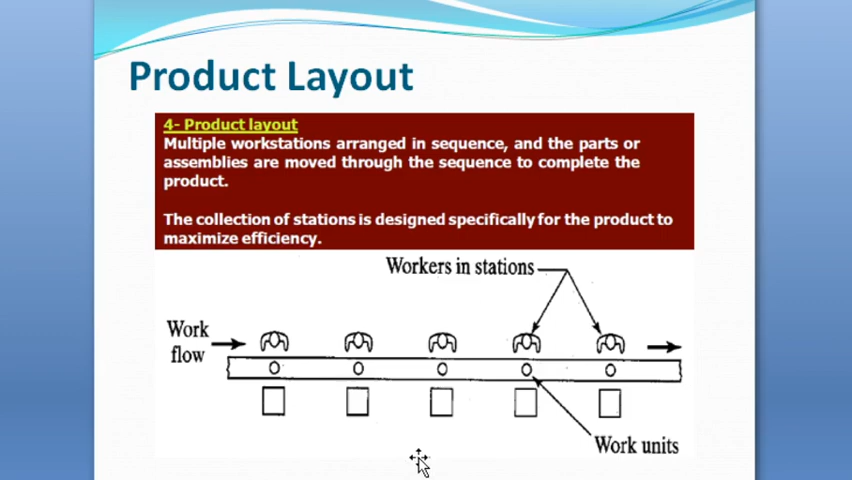 Product Layout
4- Product layout
Multiple workstations arranged in sequence, and the parts or
assemblies are moved through the sequence to complete the
product.
The collection of stations is designed specifically for the product to
maximize efficiency.
Workers in stations
Work
flow
Work units